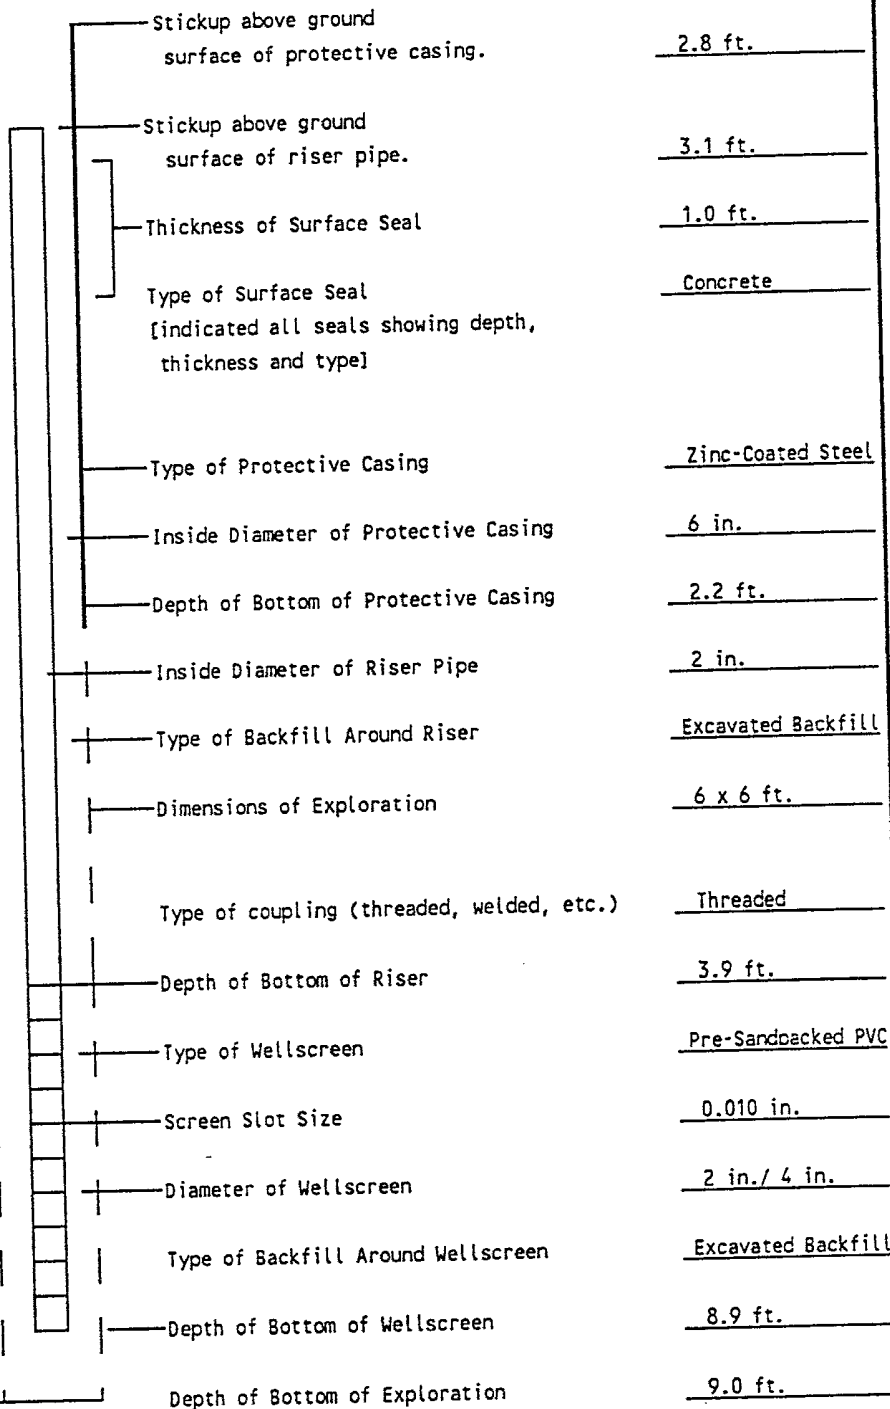 Stickup above ground
surface of protective casing. 2.8 ft.
Stickup above ground
surface of riser pipe. 3.1 ft.
Thickness of Surface Seal 1.0 ft.
Type of Surface Seal Concrete
[indicated all seals showing depth,
thickness and type]
Type of Protective Casing Zinc-Coated Steel
Inside Diameter of Protective Casing 6 in.
Depth of Bottom of Protective Casing 2.2 ft.
Inside Diameter of Riser Pipe 2 in.
Type of Backfill Around Riser Excavated Backfill
Dimensions of Exploration 6 x 6 ft.
Type of coupling (threaded, welded, etc.) Threaded
Depth of Bottom of Riser 3.9 ft.
Type of Wellscreen Pre-Sandpacked PVC
Screen Slot Size 0.010 in.
Diameter of Wellscreen 2 in./ 4 in.
Type of Backfill Around Wellscreen Excavated Backfill
Depth of Bottom of Wellscreen 8.9 ft.
Depth of Bottom of Exploration 9.0 ft.